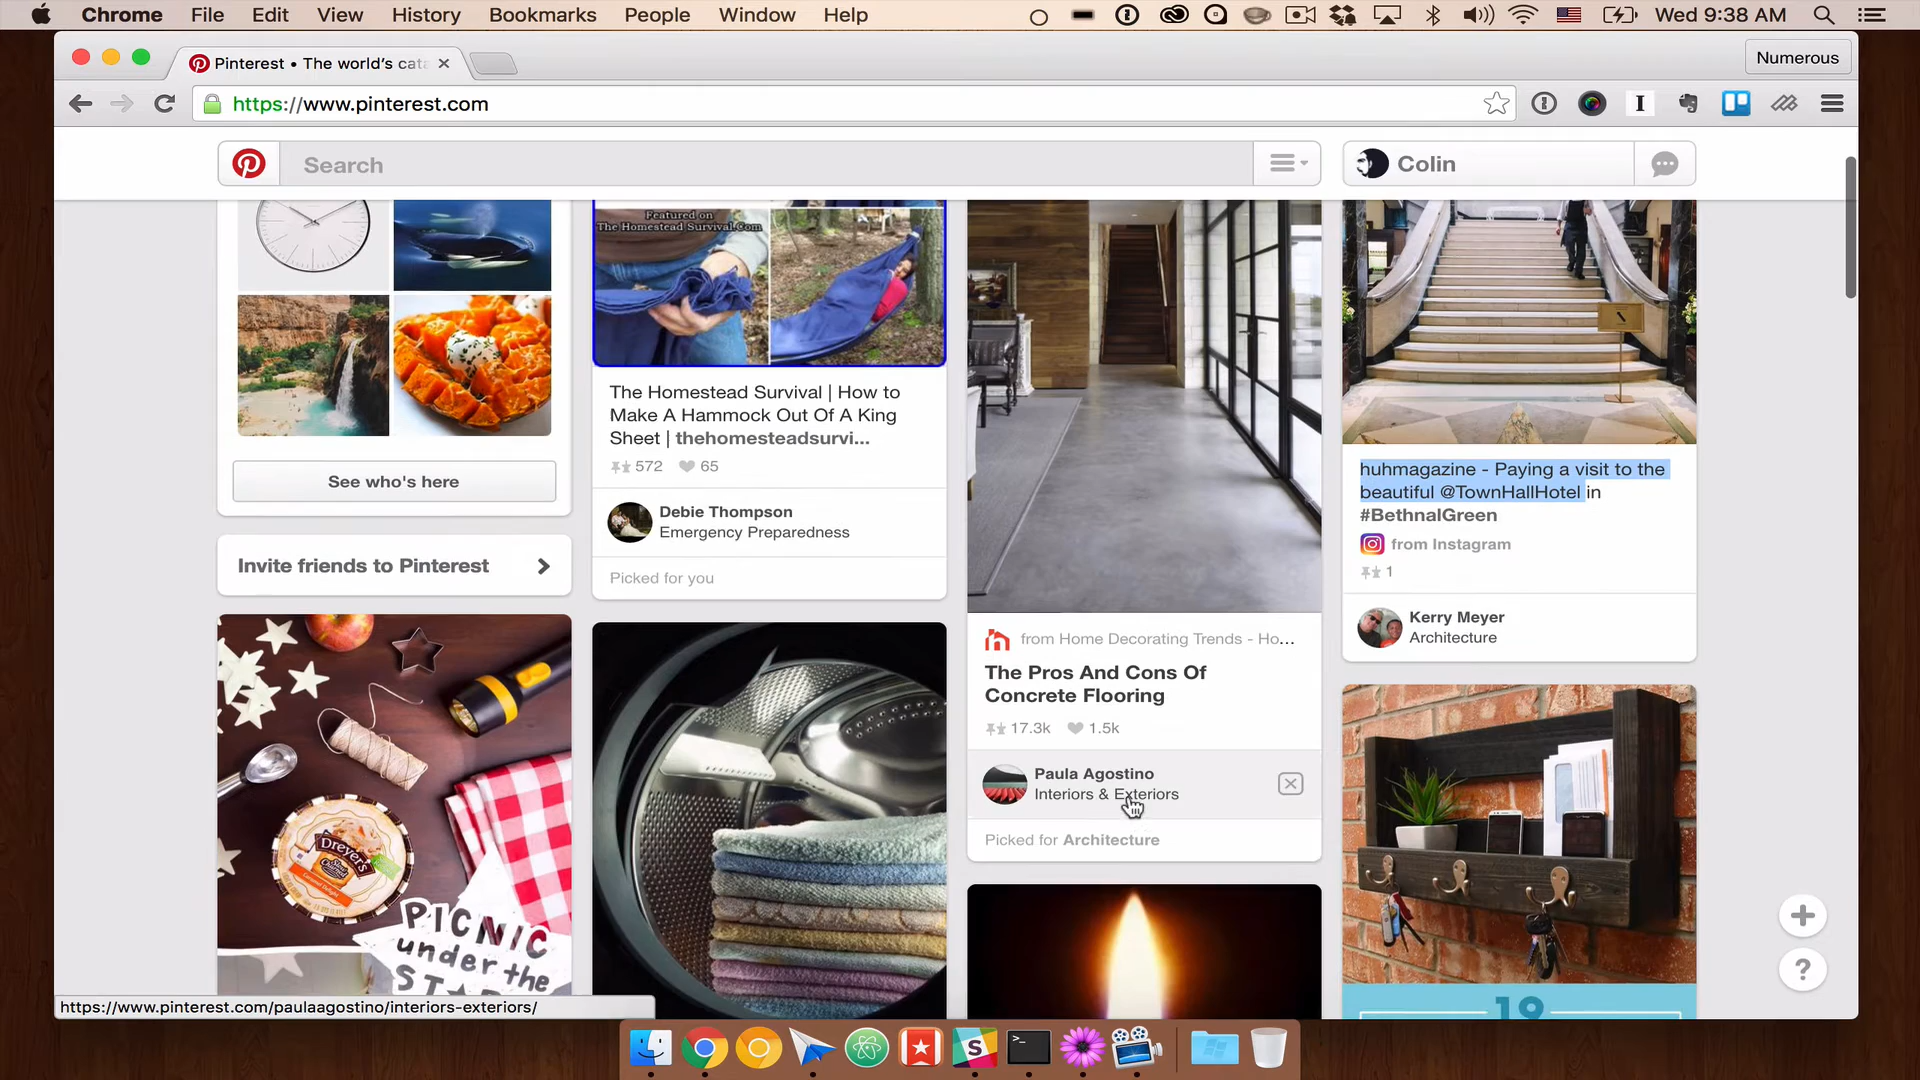 Chrome File Edit View History Bookmarks People Window Help
Wed 9:38 AM
Pinterest • The world's cata
Numerous
https://www.pinterest.com
Search
Colin
See who's here
Invite friends to Pinterest
Dreyer's
PICNIC
under the
Featured on
The Homestead Survival.Com
The Homestead Survival | How to
Make A Hammock Out Of A King
Sheet | thehomesteadsurvi...
572 65
Debie Thompson
Emergency Preparedness
Picked for you
from Home Decorating Trends - Ho...
The Pros And Cons Of
Concrete Flooring
17.3k 1.5k
Paula Agostino
Interiors & Exteriors
Picked for Architecture
huhmagazine - Paying a visit to the
beautiful @TownHallHotel in
#BethnalGreen
from Instagram
1
Kerry Meyer
Architecture
19
+
?
https://www.pinterest.com/paulaagostino/interiors-exteriors/